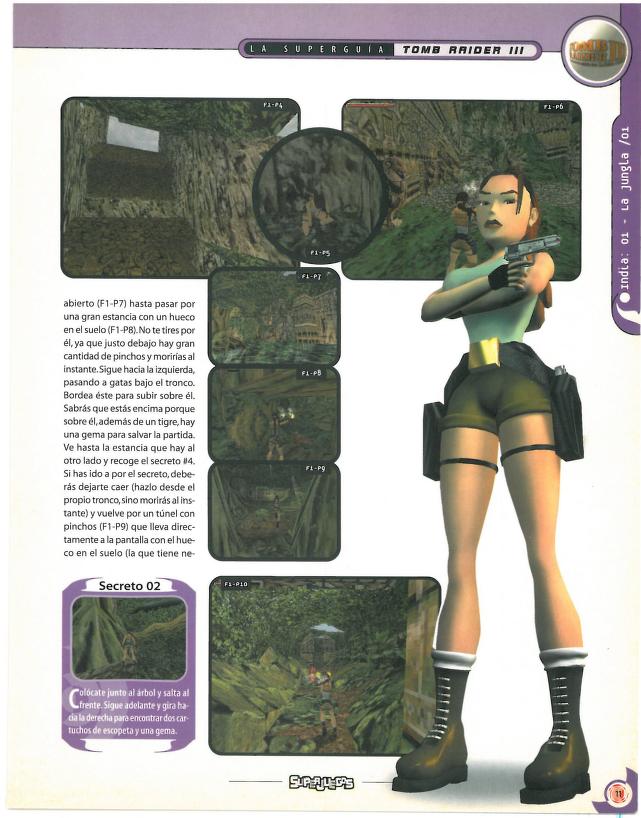 LA SUPERGUÍA TOMB RAIDER III
India: 01 - La jungla /01
F1-P4
F1-P6
F1-P5
F1-P7
F1-P8
F1-P9
abierto (F1-P7) hasta pasar por
una gran estancia con un hueco
en el suelo (F1-P8). No te tires por
él, ya que justo debajo hay gran
cantidad de pinchos y morirías al
instante. Sigue hacia la izquierda,
pasando a gatas bajo el tronco.
Bordea éste para subir sobre él.
Sabrás que estás encima porque
sobre él, además de un tigre, hay
una gema para salvar la partida.
Ve hasta la estancia que hay al
otro lado y recoge el secreto #4.
Si has ido a por el secreto, debe-
rás dejarte caer (hazlo desde el
propio tronco, sino morirás al ins-
tante) y vuelve por un túnel con
pinchos (F1-P9) que lleva direc-
tamente a la pantalla con el hue-
co en el suelo (la que tiene ne-
Secreto 02
Colócate junto al árbol y salta al
frente. Sigue adelante y gira ha-
cia la derecha para encontrar dos car-
tuchos de escopeta y una gema.
F1-P10
SUPERJUEGOS
11